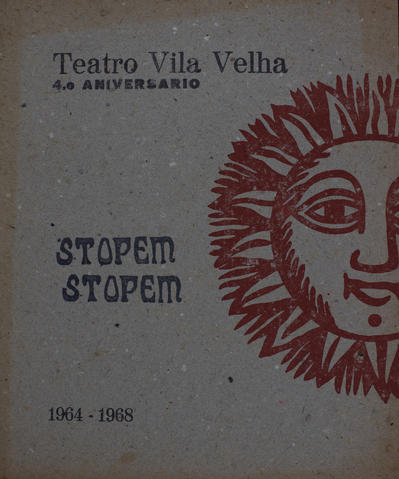 Teatro Vila Velha
4.o ANIVERSARIO
STOPEM
STOPEM
1964 - 1968